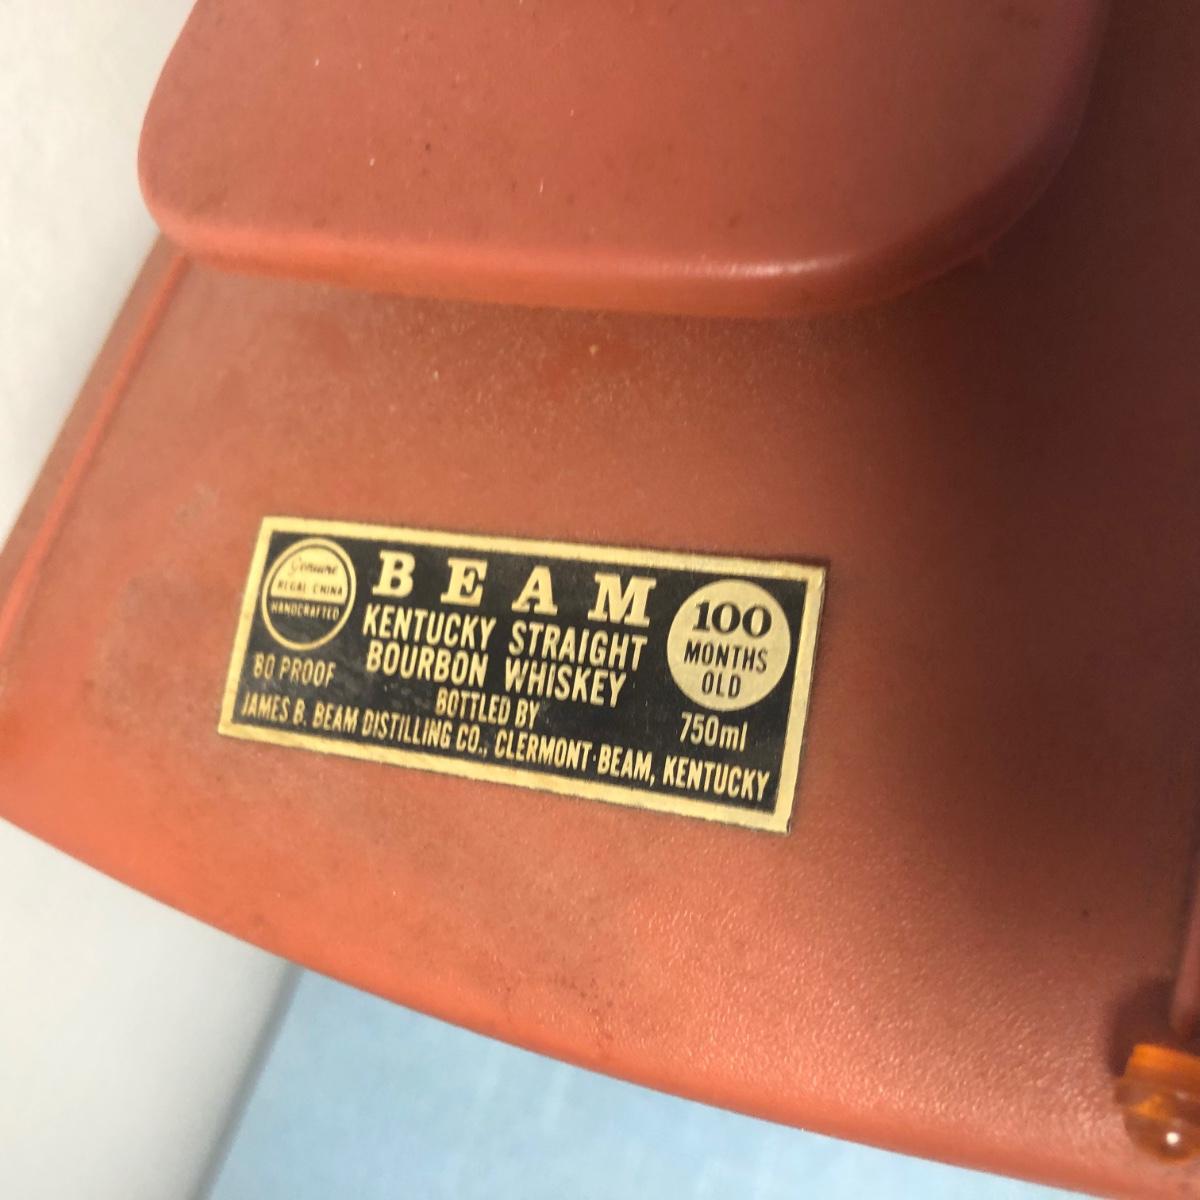 Genuine
REGAL CHINA
HANDCRAFTED
BEAM
KENTUCKY STRAIGHT
BOURBON WHISKEY
100
MONTHS
OLD
80 PROOF
BOTTLED BY
750ml
JAMES B. BEAM DISTILLING CO., CLERMONT·BEAM, KENTUCKY